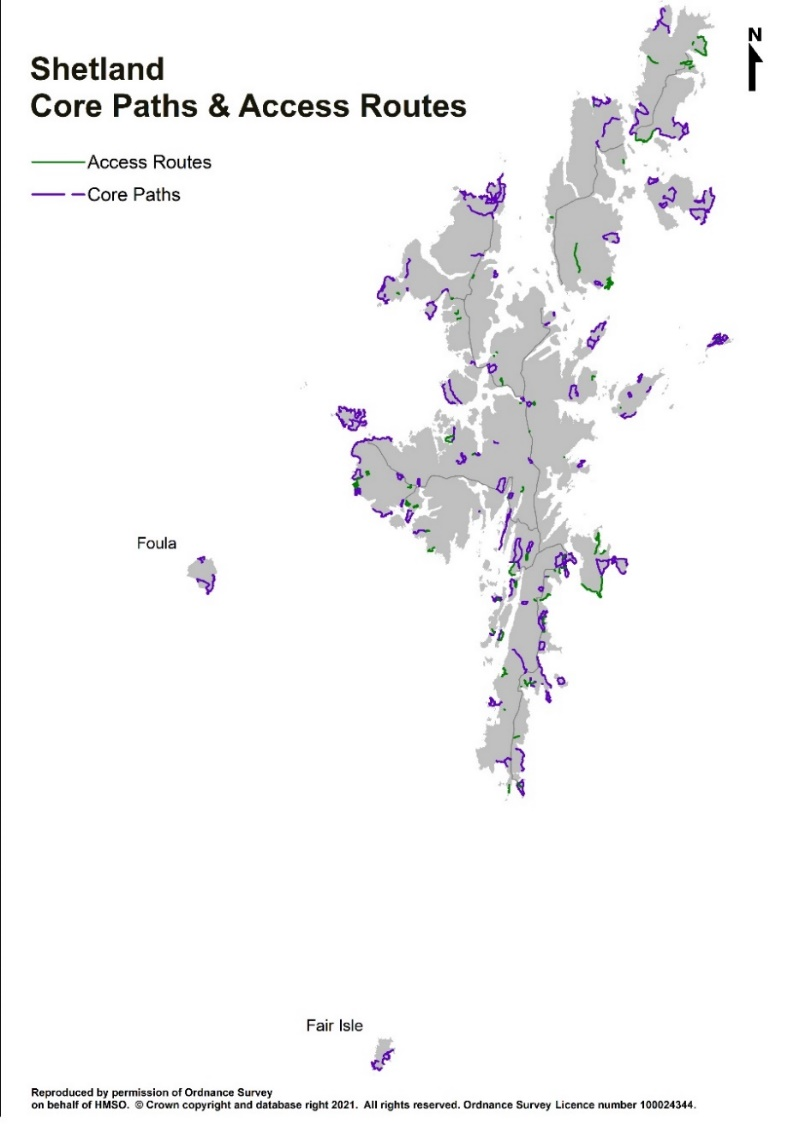 N
Shetland
Core Paths & Access Routes
Access Routes
Core Paths
Foula
Fair Isle
Reproduced by permission of Ordnance Survey
on behalf of HMSO. © Crown copyright and database right 2021. All rights reserved. Ordnance Survey Licence number 100024344.